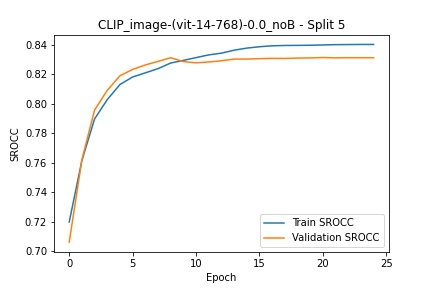 CLIP_image-(vit-14-768)-0.0_noB - Split 5
SROCC
0.84
0.82
0.80
0.78
0.76
0.74
0.72
0.70
Train SROCC
Validation SROCC
0 5 10 15 20 25
Epoch